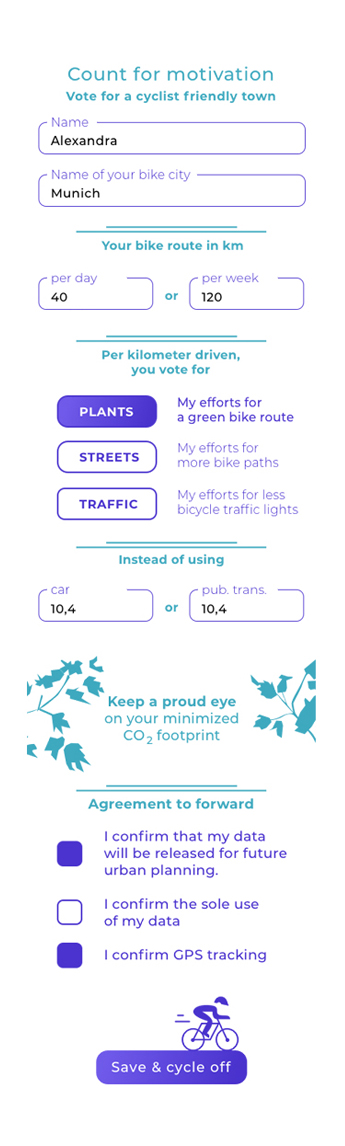 Count for motivation
Vote for a cyclist friendly town
Name
Alexandra
Name of your bike city
Munich
Your bike route in km
per day
40
or
per week
120
Per kilometer driven,
you vote for
PLANTS
My efforts for
a green bike route
STREETS
My efforts for
more bike paths
TRAFFIC
My efforts for less
bicycle traffic lights
Instead of using
car
10,4
or
pub. trans.
10,4
Keep a proud eye
on your minimized
CO2 footprint
Agreement to forward
I confirm that my data
will be released for future
urban planning.
I confirm the sole use
of my data
I confirm GPS tracking
Save & cycle off